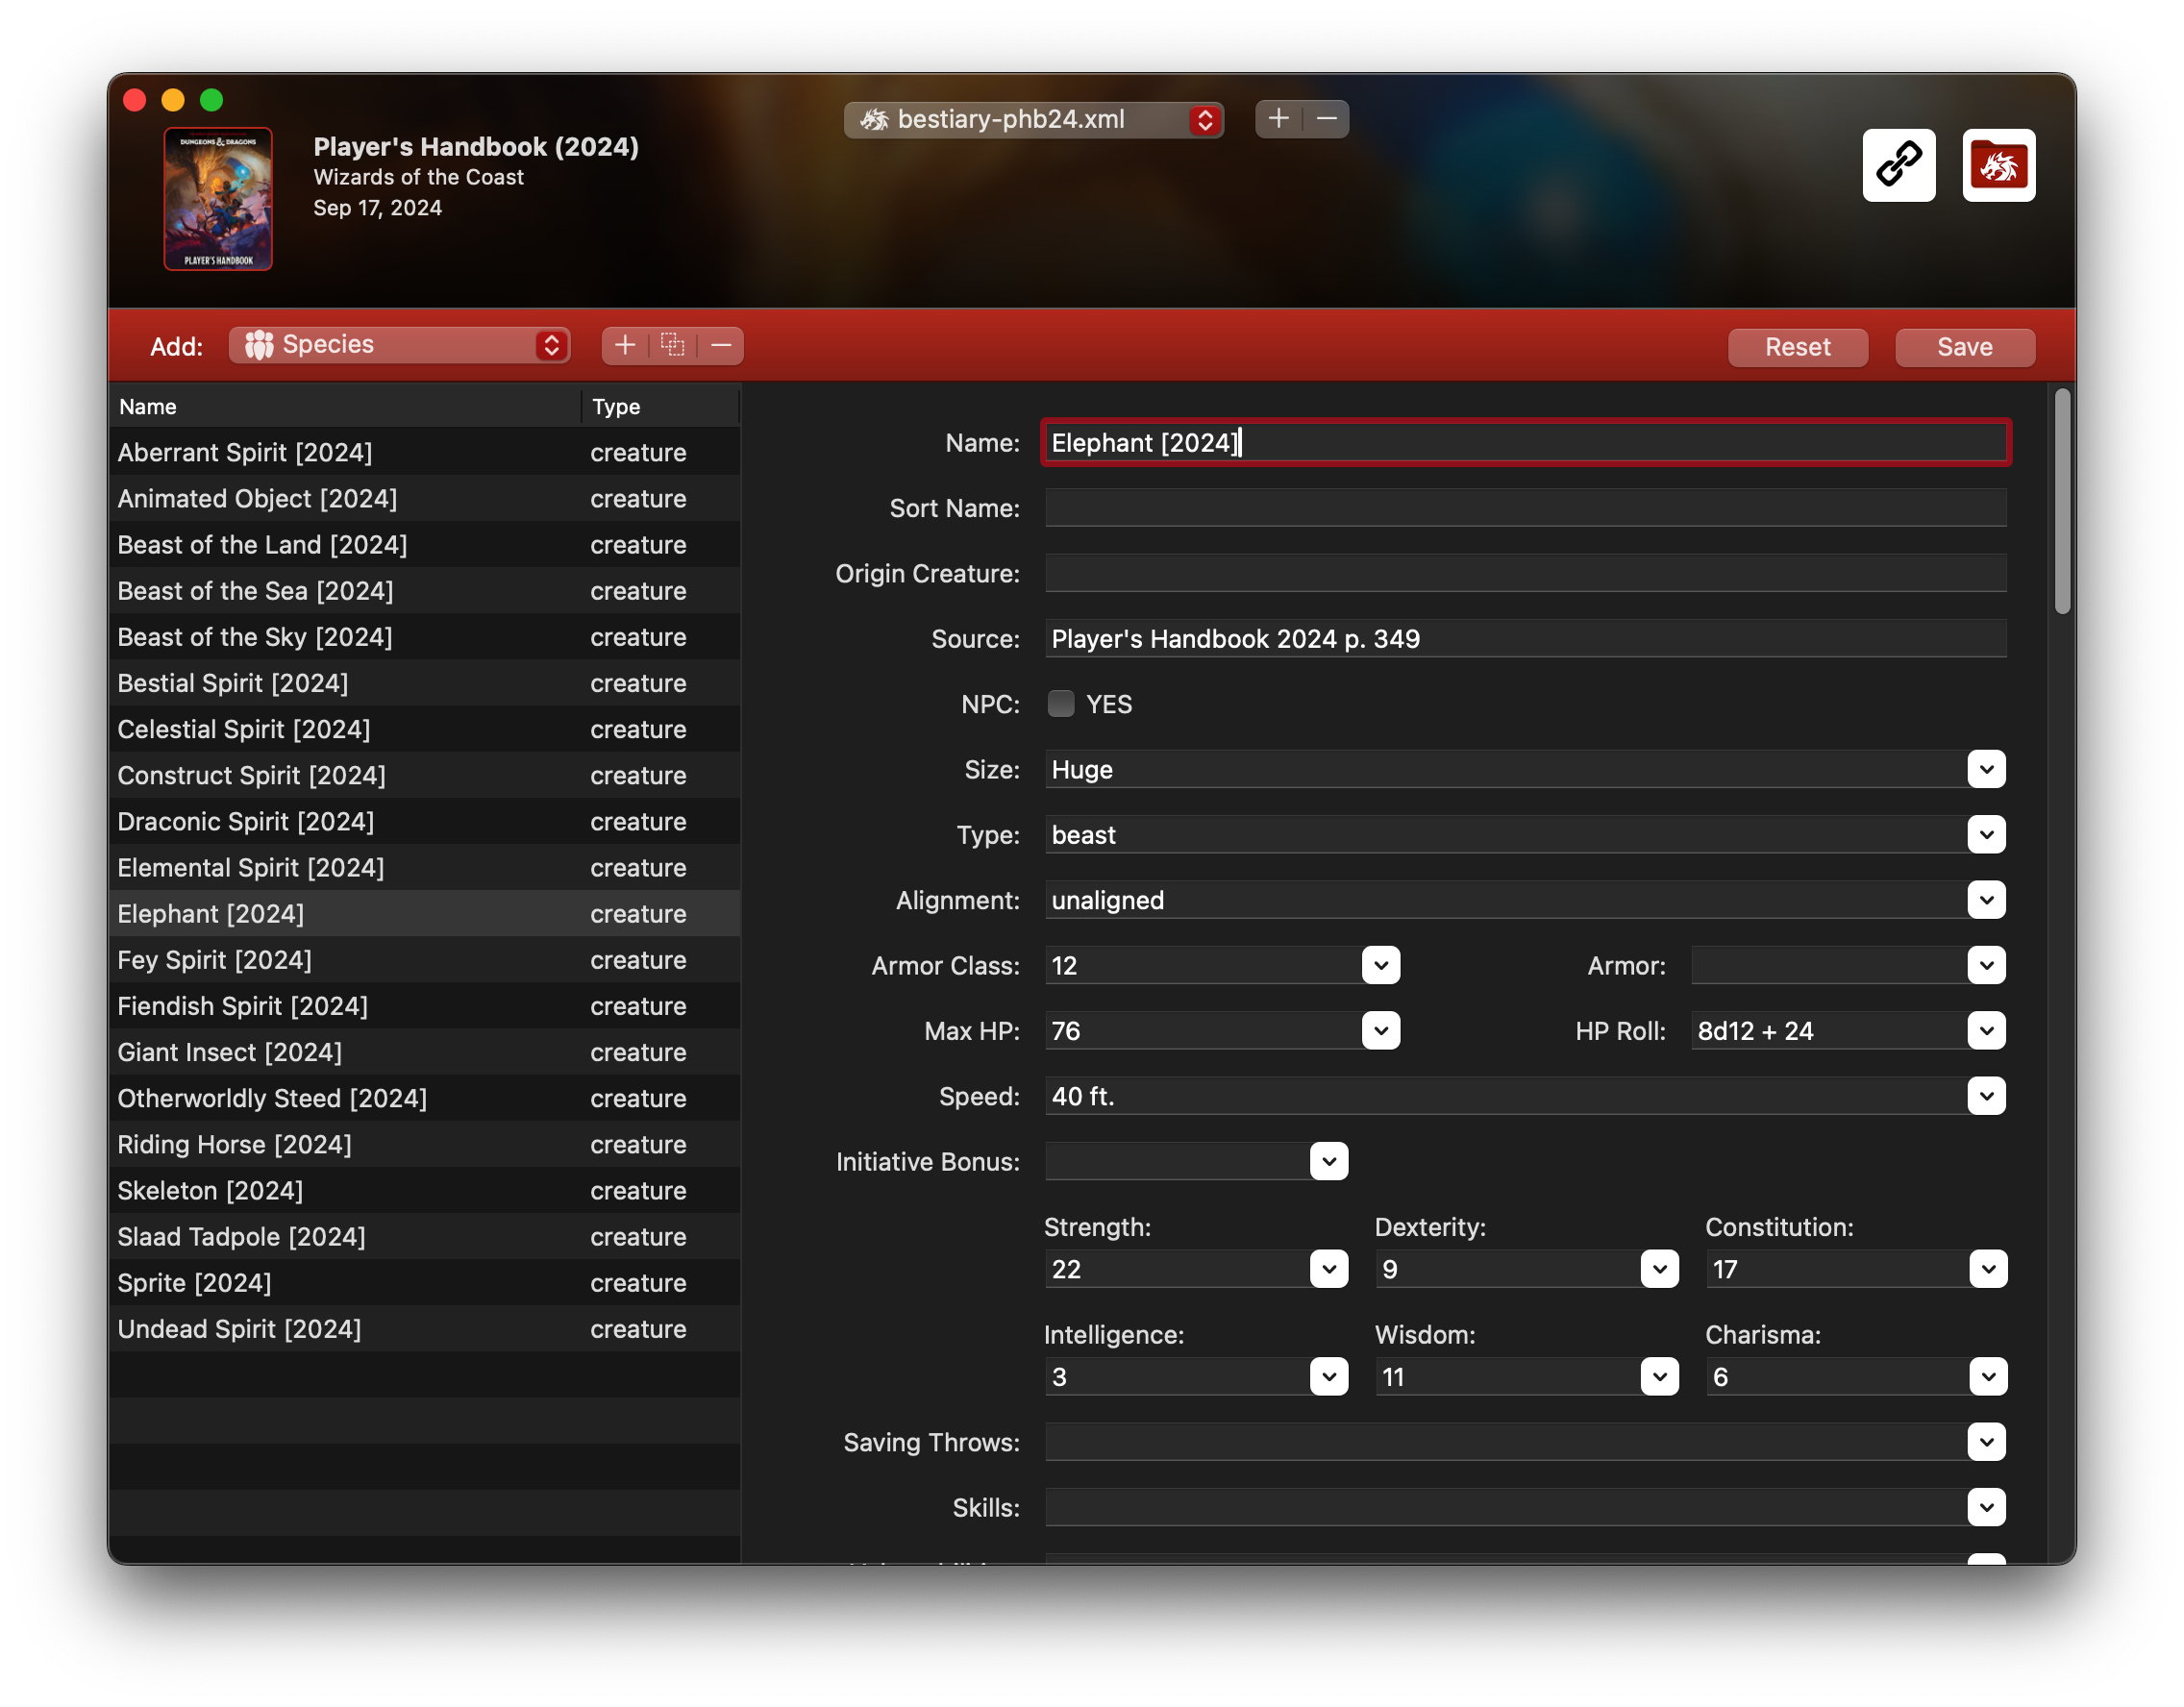 bestiary-phb24.xml
DUNGEONS & DRAGONS
PLAYER'S HANDBOOK
Player's Handbook (2024)
Wizards of the Coast
Sep 17, 2024
Add: Species Reset Save
Name Type
Aberrant Spirit [2024] creature
Animated Object [2024] creature
Beast of the Land [2024] creature
Beast of the Sea [2024] creature
Beast of the Sky [2024] creature
Bestial Spirit [2024] creature
Celestial Spirit [2024] creature
Construct Spirit [2024] creature
Draconic Spirit [2024] creature
Elemental Spirit [2024] creature
Elephant [2024] creature
Fey Spirit [2024] creature
Fiendish Spirit [2024] creature
Giant Insect [2024] creature
Otherworldly Steed [2024] creature
Riding Horse [2024] creature
Skeleton [2024] creature
Slaad Tadpole [2024] creature
Sprite [2024] creature
Undead Spirit [2024] creature
Name: Elephant [2024]
Sort Name:
Origin Creature:
Source: Player's Handbook 2024 p. 349
NPC: YES
Size: Huge
Type: beast
Alignment: unaligned
Armor Class: 12 Armor:
Max HP: 76 HP Roll: 8d12 + 24
Speed: 40 ft.
Initiative Bonus:
Strength: Dexterity: Constitution:
22 9 17
Intelligence: Wisdom: Charisma:
3 11 6
Saving Throws:
Skills: